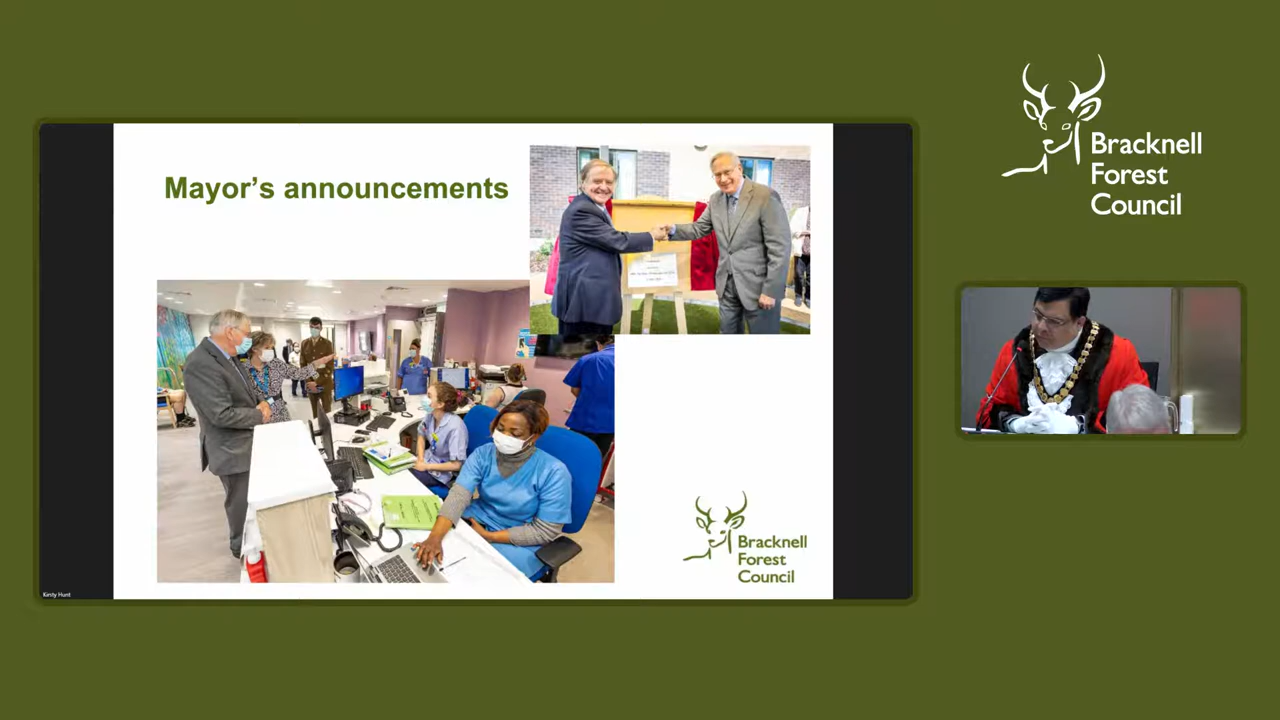 Mayor's announcements
Bracknell
Forest
Council
Kirsty Hunt
Bracknell
Forest
Council